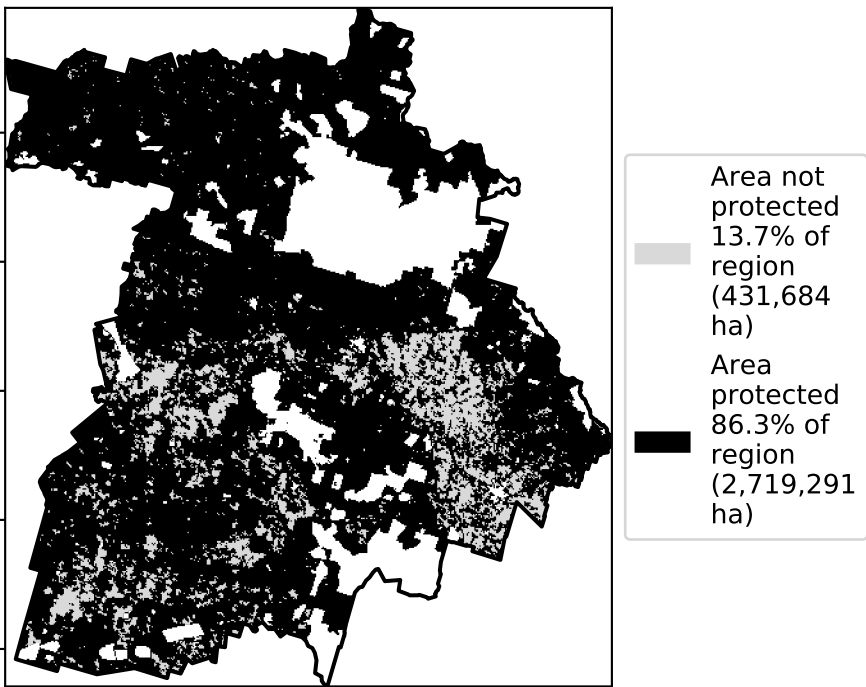 Area not
protected
13.7% of
region
(431,684
ha)
Area
protected
86.3% of
region
(2,719,291
ha)